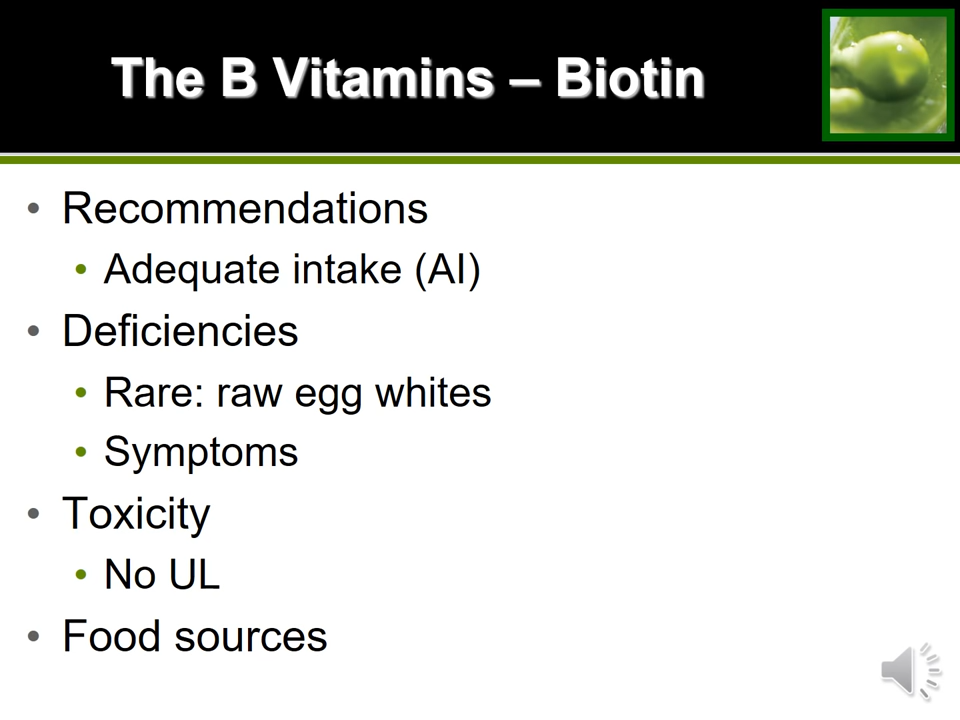 The B Vitamins – Biotin
• Recommendations
• Adequate intake (AI)
• Deficiencies
• Rare: raw egg whites
• Symptoms
• Toxicity
• No UL
• Food sources